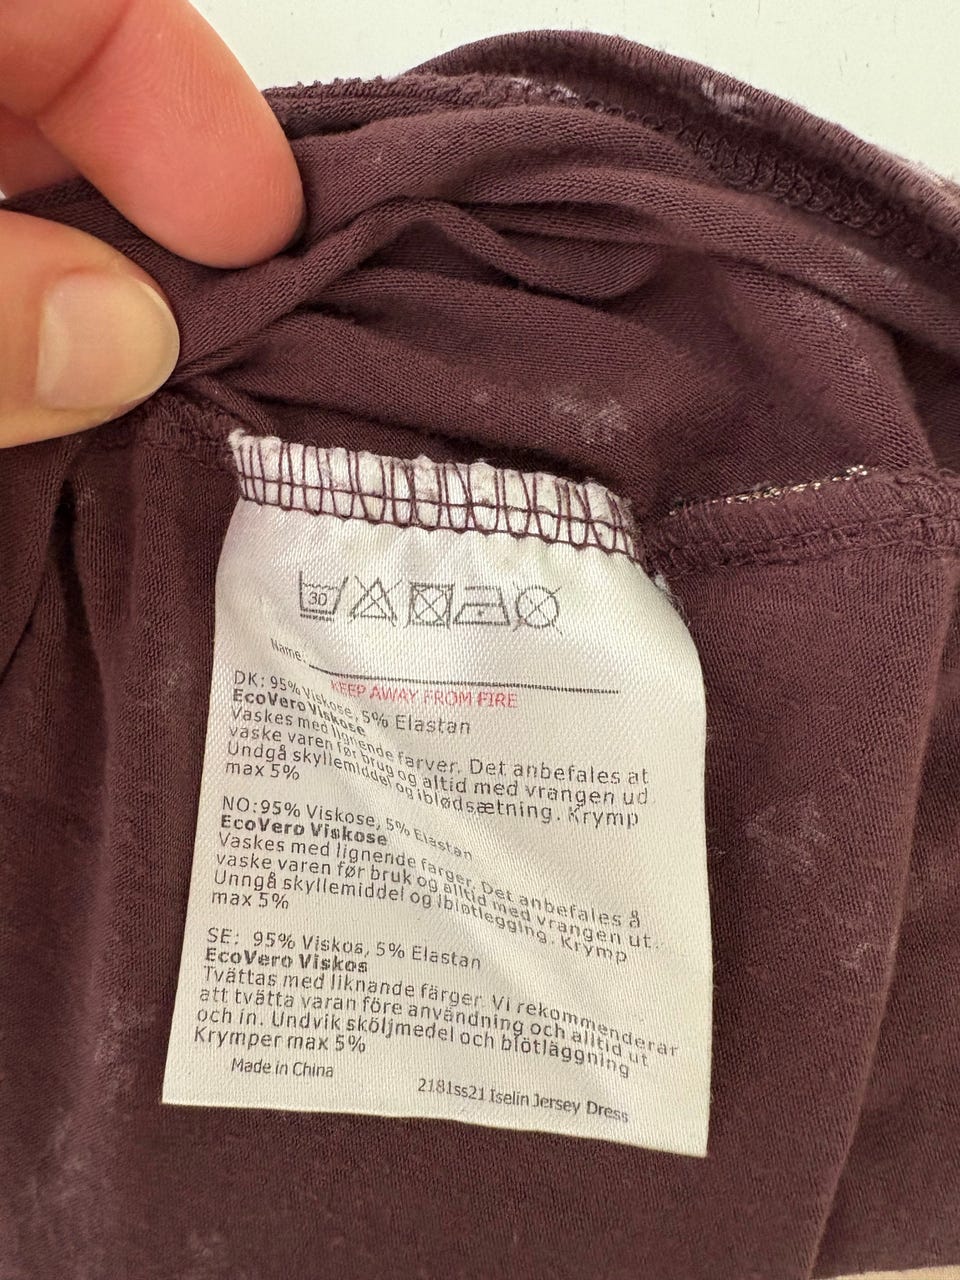 30
Name:
KEEP AWAY FROM FIRE
DK: 95% Viskose, 5% Elastan
EcoVero Viskose
Vaskes med lignende farver. Det anbefales at
vaske varen før brug og altid med vrangen ud.
Undgå skyllemiddel og iblødsætning. Krymp
max 5%
NO: 95% Viskose, 5% Elastan
EcoVero Viskose
Vaskes med lignende farger. Det anbefales å
vaske varen før bruk og alltid med vrangen ut.
Unngå skyllemiddel og ibløtlegging. Krymp
max 5%
SE: 95% Viskos, 5% Elastan
EcoVero Viskos
Tvättas med liknande färger. Vi rekommenderar
att tvätta varan före användning och alltid ut
och in. Undvik sköljmedel och blötläggning
Krymper max 5%
Made in China
2181ss21 Iselin Jersey Dress